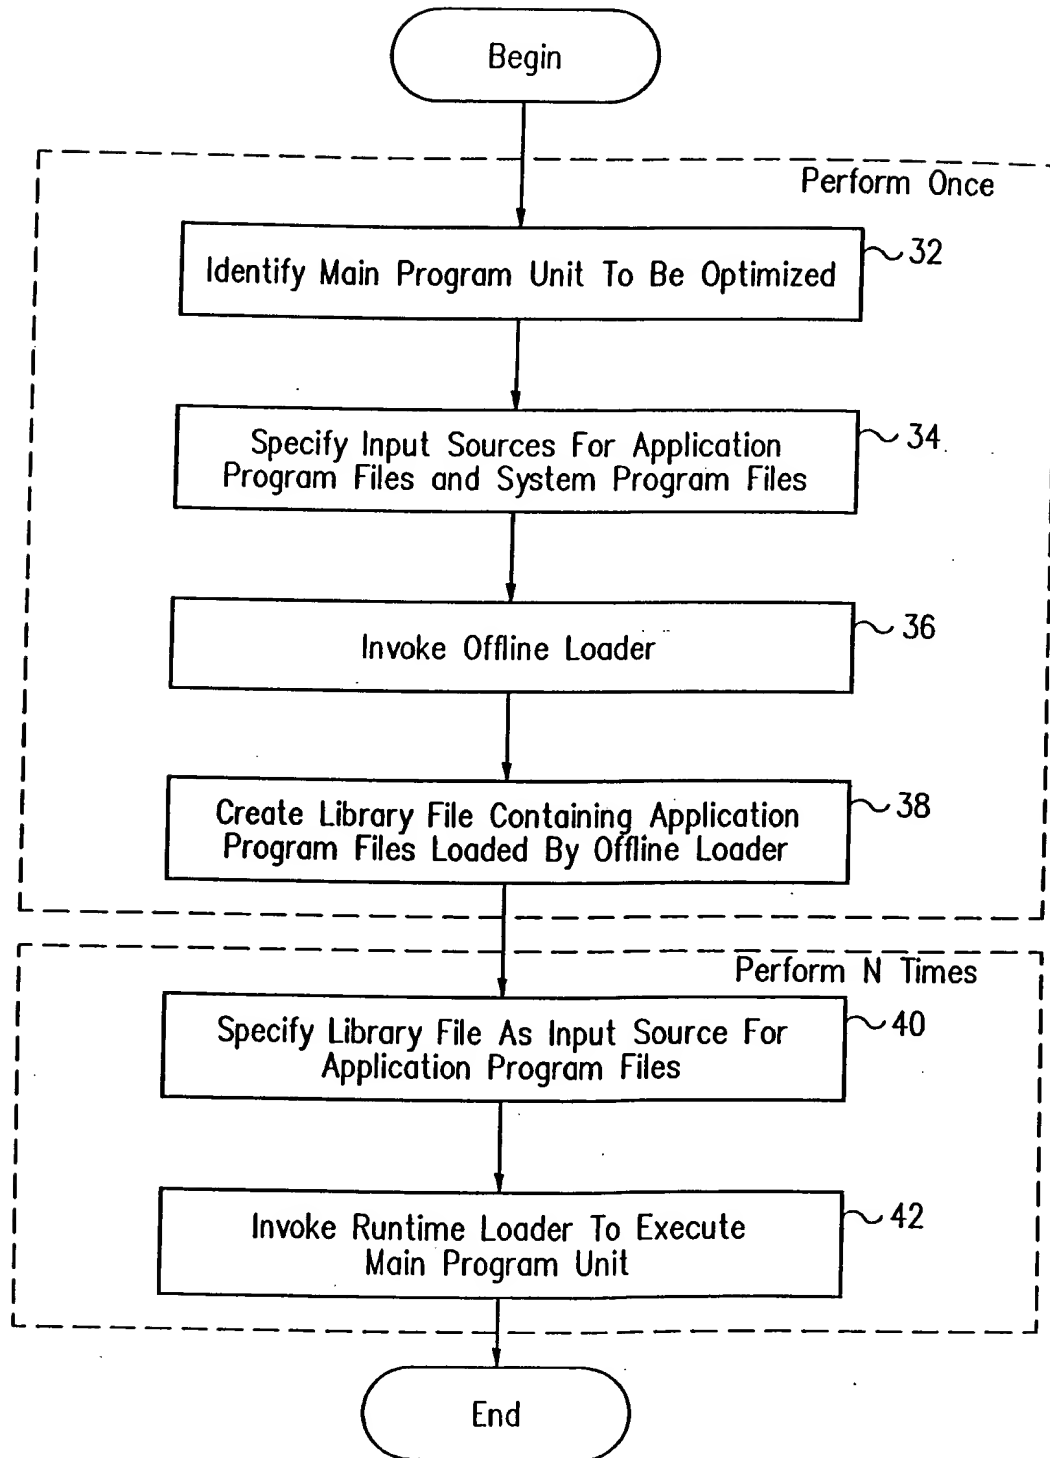 Begin
Perform Once
Identify Main Program Unit To Be Optimized
32
Specify Input Sources For Application
Program Files and System Program Files
34
Invoke Offline Loader
36
Create Library File Containing Application
Program Files Loaded By Offline Loader
38
Perform N Times
Specify Library File As Input Source For
Application Program Files
40
Invoke Runtime Loader To Execute
Main Program Unit
42
End